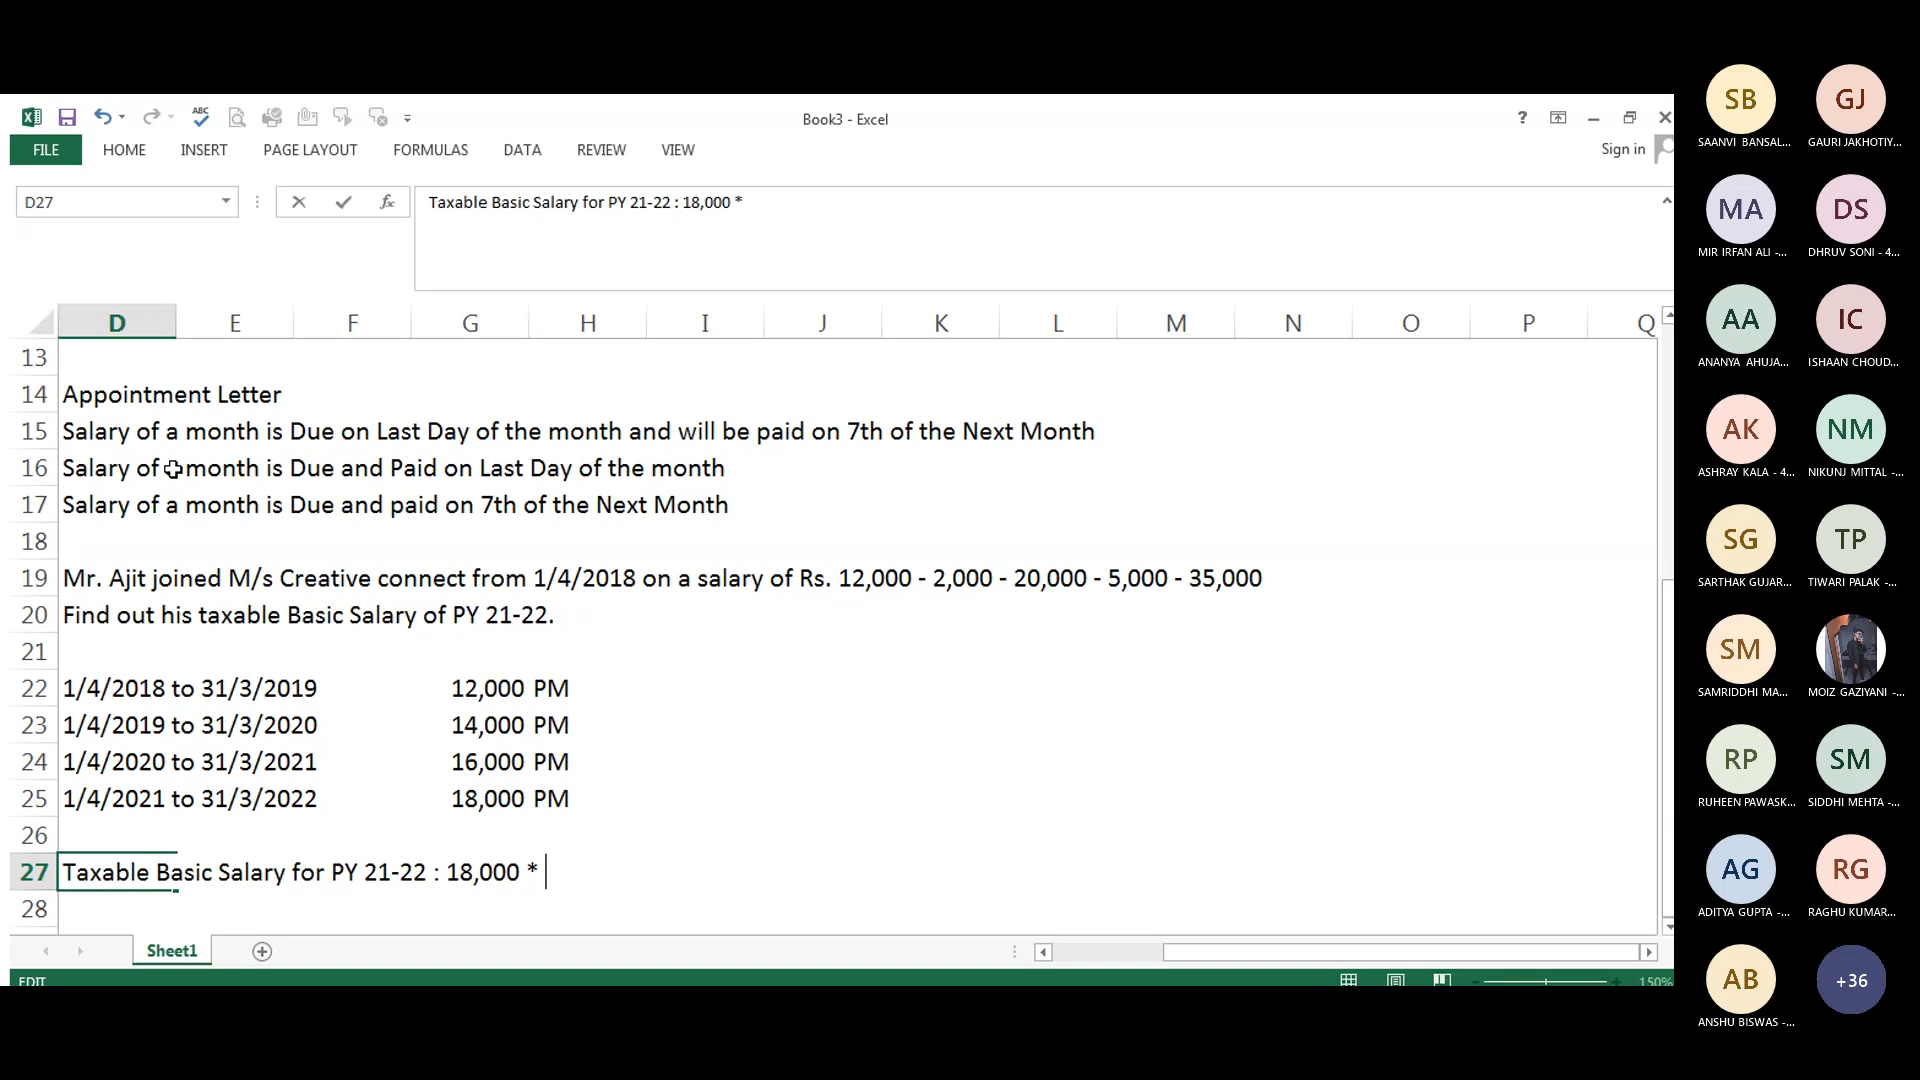 Book3 - Excel
? 
FILE HOME INSERT PAGE LAYOUT FORMULAS DATA REVIEW VIEW Sign in
D27 fx Taxable Basic Salary for PY 21-22 : 18,000 *
D E F G H I J K L M N O P Q
13
14 Appointment Letter
15 Salary of a month is Due on Last Day of the month and will be paid on 7th of the Next Month
16 Salary of month is Due and Paid on Last Day of the month
17 Salary of a month is Due and paid on 7th of the Next Month
18
19 Mr. Ajit joined M/s Creative connect from 1/4/2018 on a salary of Rs. 12,000 - 2,000 - 20,000 - 5,000 - 35,000
20 Find out his taxable Basic Salary of PY 21-22.
21
22 1/4/2018 to 31/3/2019 12,000 PM
23 1/4/2019 to 31/3/2020 14,000 PM
24 1/4/2020 to 31/3/2021 16,000 PM
25 1/4/2021 to 31/3/2022 18,000 PM
26
27 Taxable Basic Salary for PY 21-22 : 18,000 *
28
Sheet1
EDIT 150%
SB GJ
SAANVI BANSAL... GAURI JAKHOTIY...
MA DS
MIR IRFAN ALI -... DHRUV SONI - 4...
AA IC
ANANYA AHUJA... ISHAAN CHOUD...
AK NM
ASHRAY KALA - 4... NIKUNJ MITTAL -...
SG TP
SARTHAK GUJAR... TIWARI PALAK -...
SM
SAMRIDDHI MA... MOIZ GAZIYANI -...
RP SM
RUHEEN PAWASK... SIDDHI MEHTA -...
AG RG
ADITYA GUPTA -... RAGHU KUMAR...
AB +36
ANSHU BISWAS -...